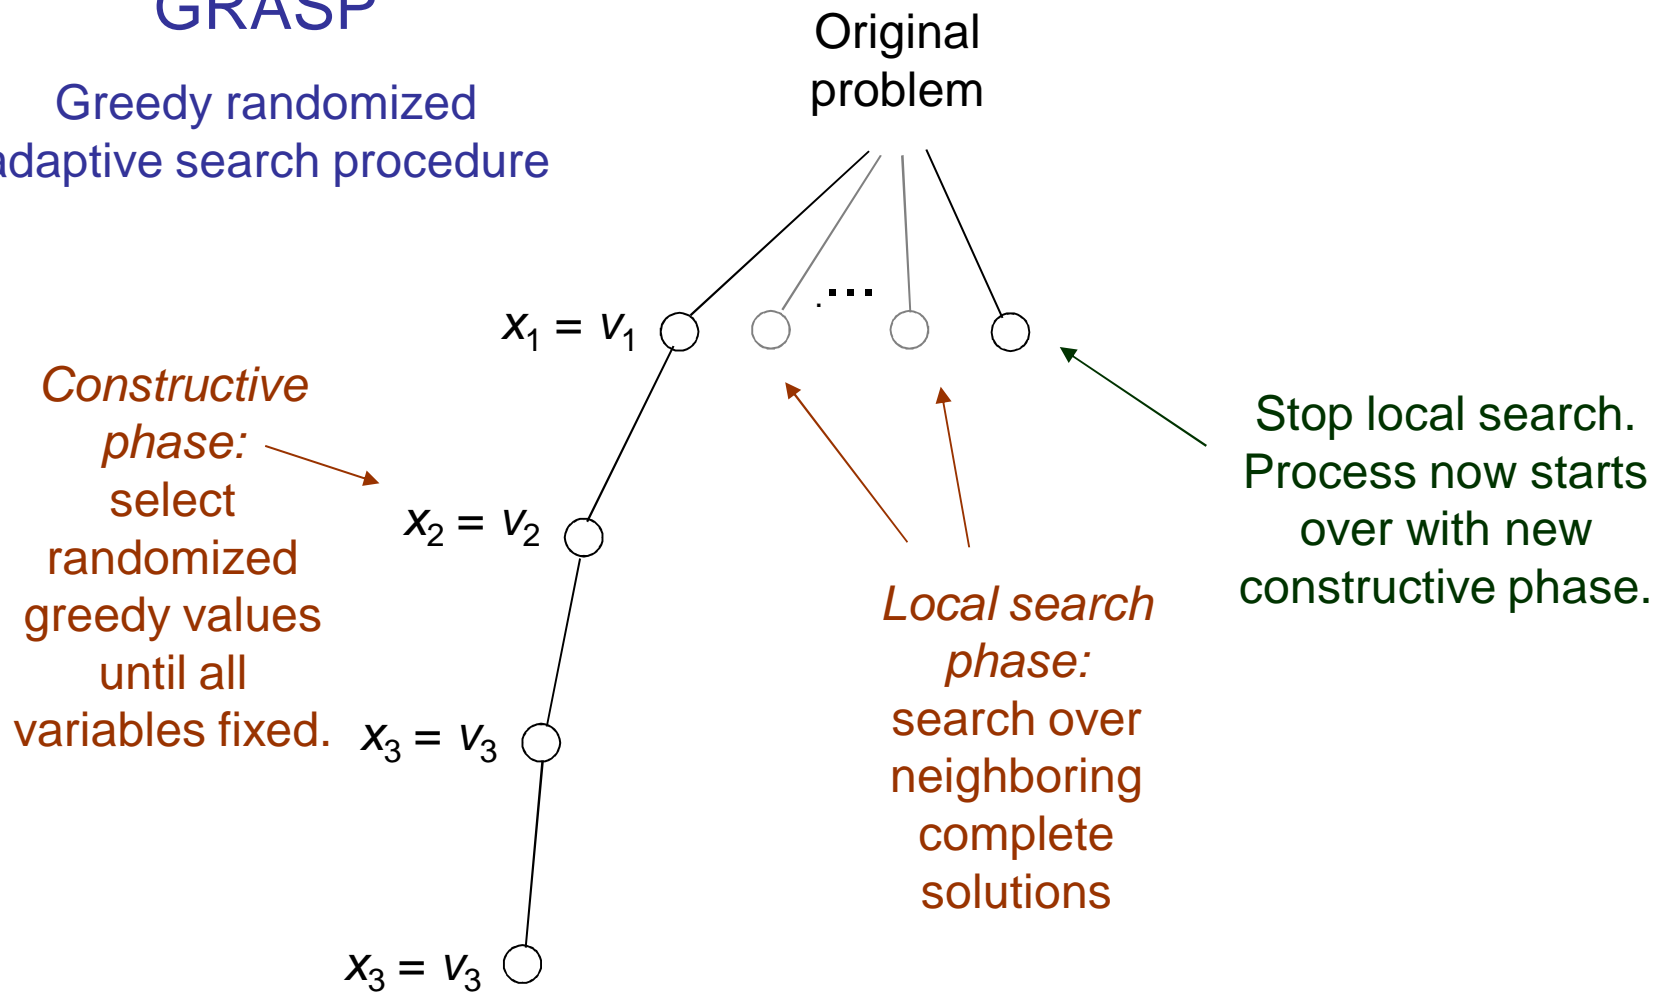 GRASP
Greedy randomized
adaptive search procedure
Original
problem
...
x1 = v1
Constructive
phase:
select
randomized
greedy values
until all
variables fixed.
x2 = v2
x3 = v3
x3 = v3
Local search
phase:
search over
neighboring
complete
solutions
Stop local search.
Process now starts
over with new
constructive phase.